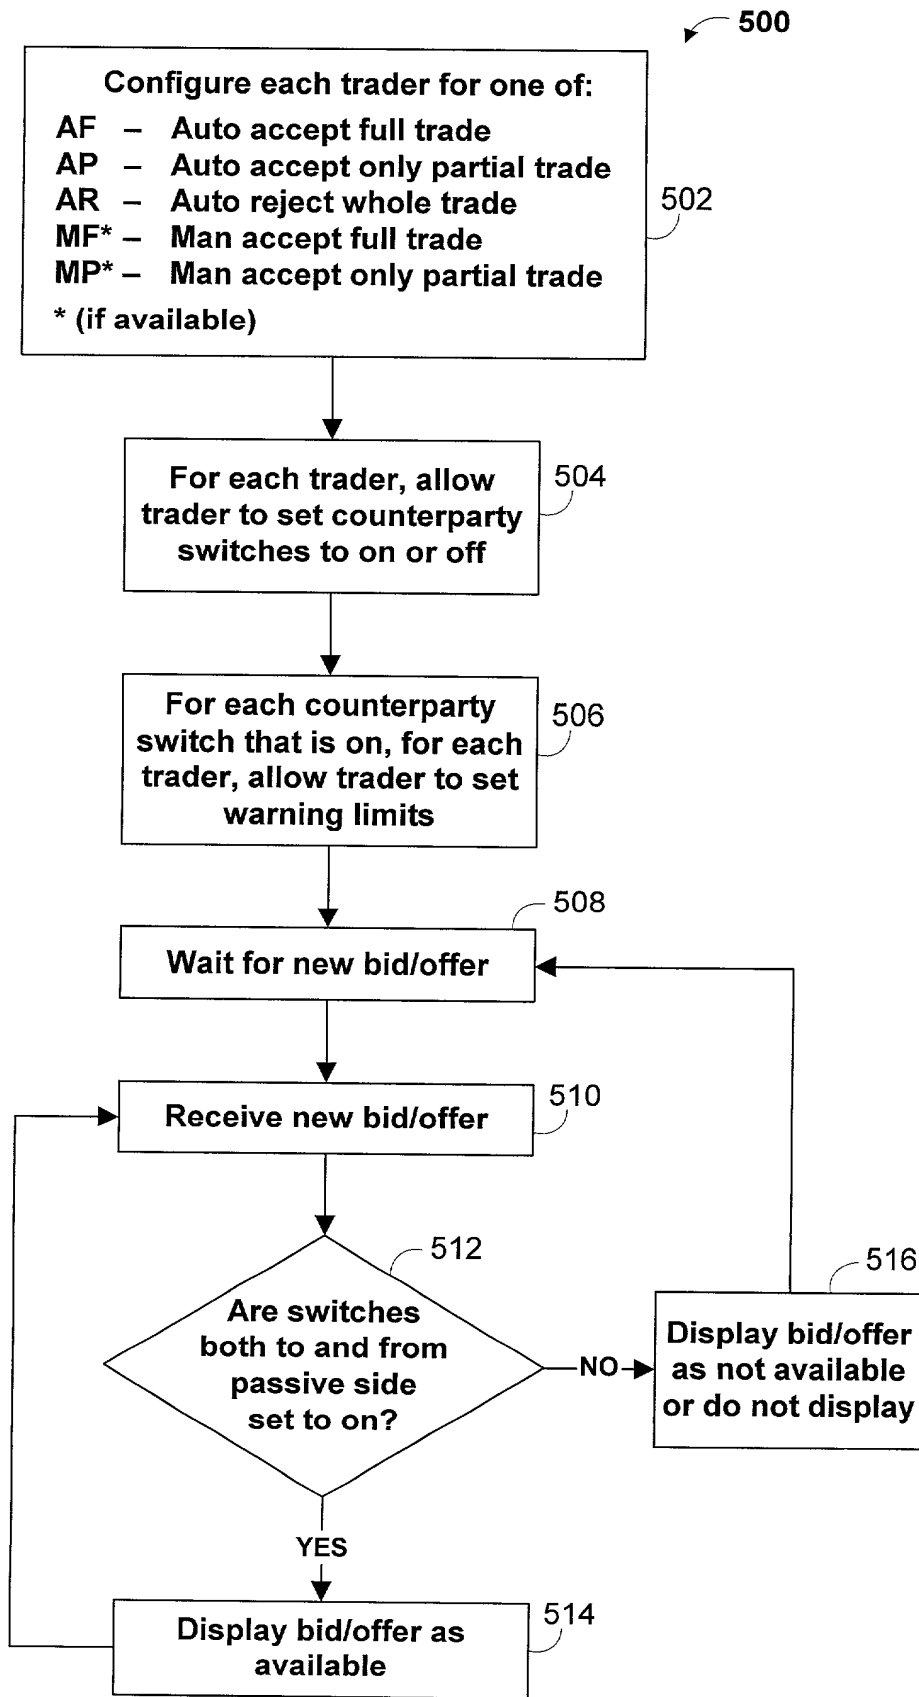 500
Configure each trader for one of:
AF – Auto accept full trade
AP – Auto accept only partial trade
AR – Auto reject whole trade
MF* – Man accept full trade
MP* – Man accept only partial trade
* (if available)
502
For each trader, allow
trader to set counterparty
switches to on or off
504
For each counterparty
switch that is on, for each
trader, allow trader to set
warning limits
506
508
Wait for new bid/offer
Receive new bid/offer
510
512
Are switches
both to and from
passive side
set to on?
NO
516
Display bid/offer
as not available
or do not display
YES
Display bid/offer as
available
514